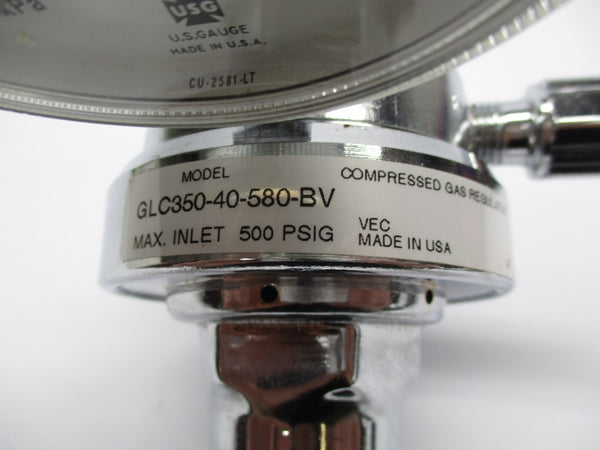 USG
U.S.GAUGE
MADE IN U.S.A.
CU-2581-LT
MODEL
GLC350-40-580-BV
MAX. INLET 500 PSIG
COMPRESSED GAS
VEC
MADE IN USA